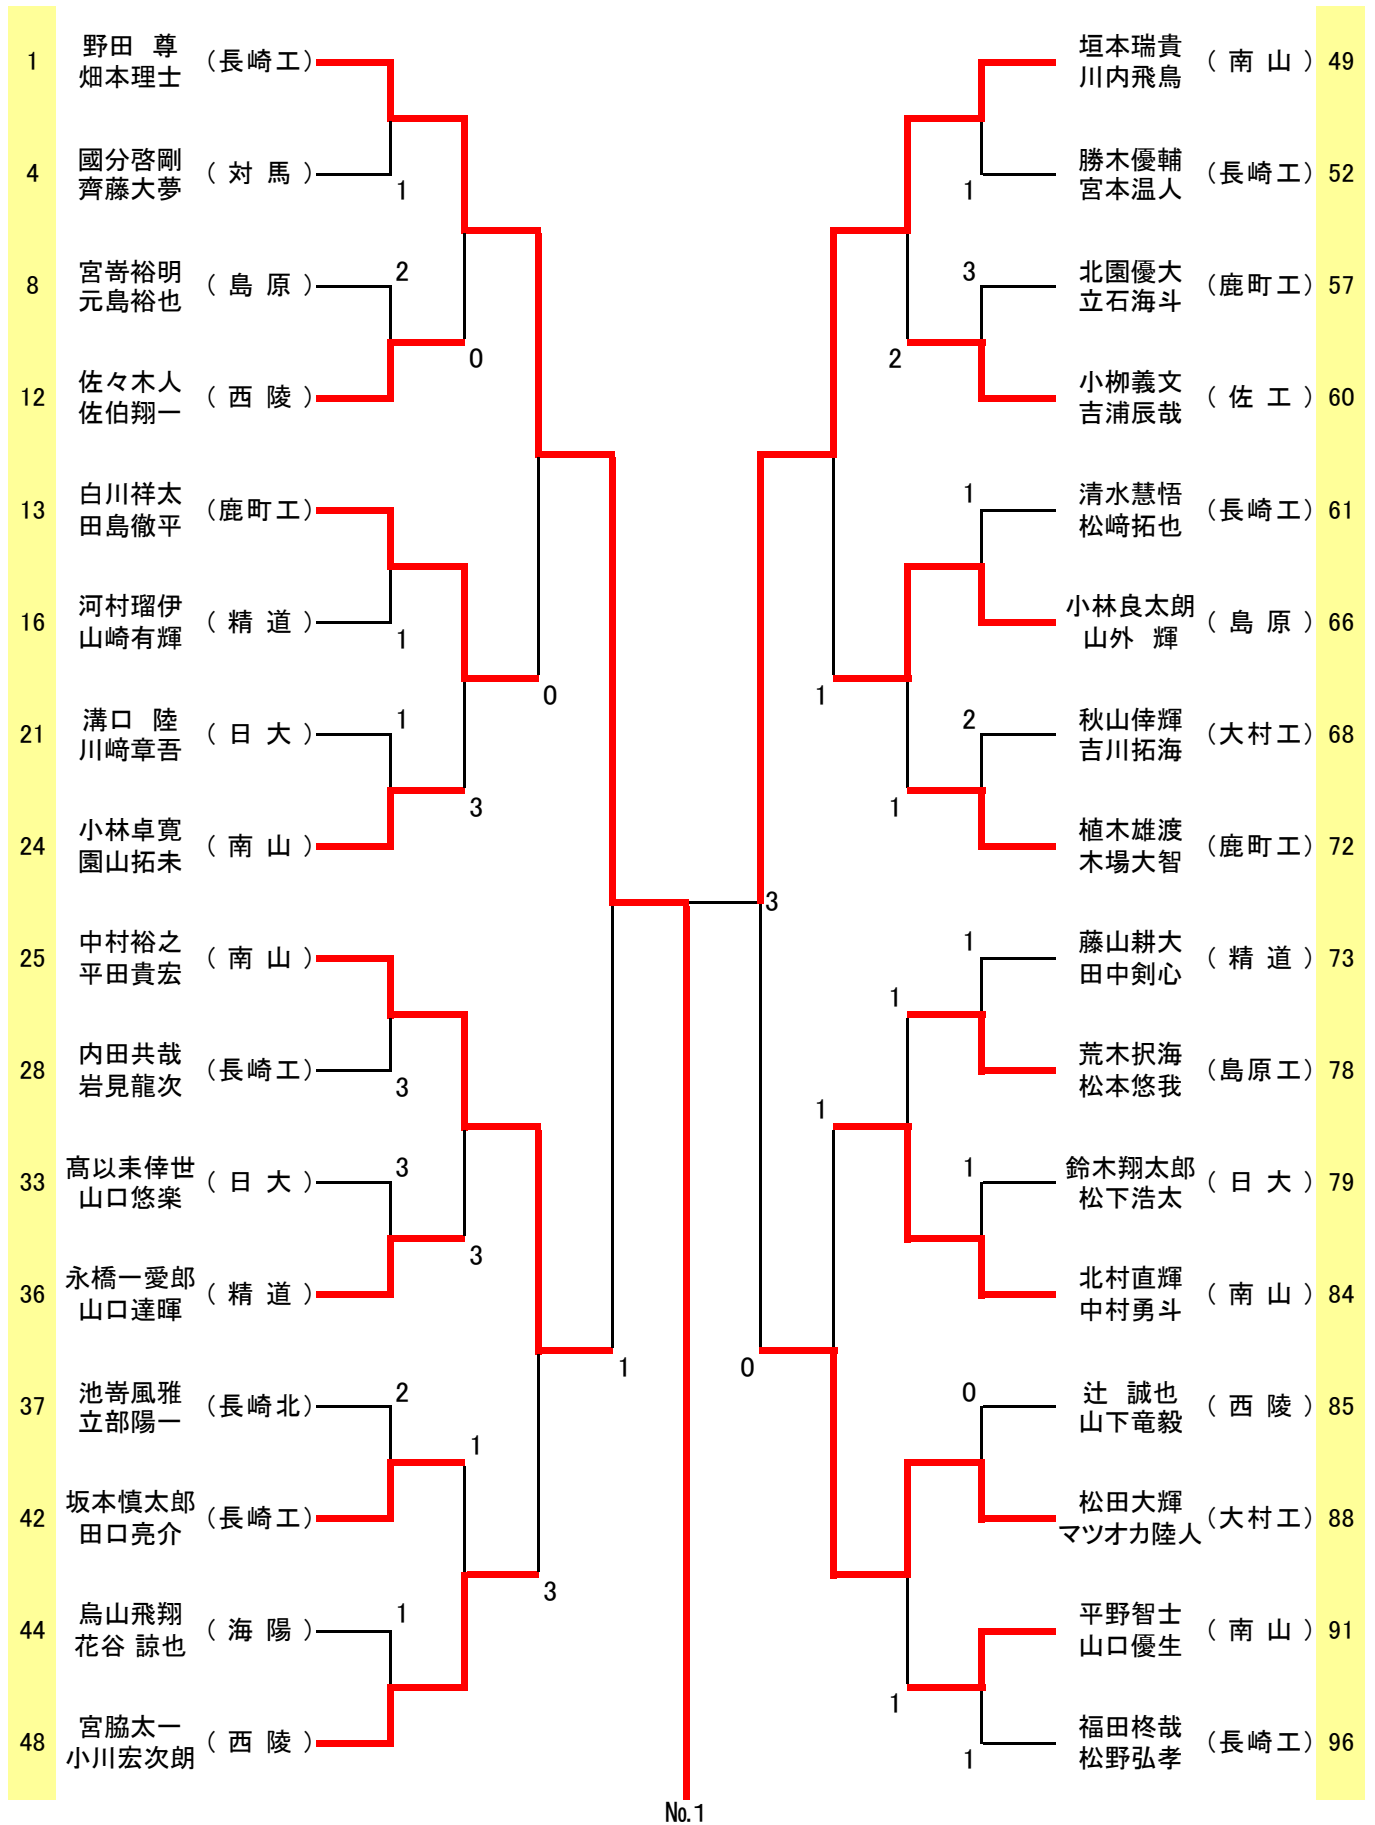 1 野田 尊 畑本理士 (長崎工)
4 國分啓剛 齊藤大夢 (対馬)
1
8 宮嵜裕明 元島裕也 (島原)
2
0
12 佐々木人 佐伯翔一 (西陵)
13 白川祥太 田島徹平 (鹿町工)
16 河村瑠伊 山崎有輝 (精道)
1
0
21 溝口 陸 川﨑章吾 (日大)
1
3
24 小林卓寛 園山拓未 (南山)
25 中村裕之 平田貴宏 (南山)
28 内田共哉 岩見龍次 (長崎工)
3
33 髙以耒倖世 山口悠楽 (日大)
3
3
36 永橋一愛郎 山口達暉 (精道)
1
37 池嵜風雅 立部陽一 (長崎北)
2
1
42 坂本慎太郎 田口亮介 (長崎工)
3
44 烏山飛翔 花谷 諒也 (海陽)
1
48 宮脇太一 小川宏次朗 (西陵)
垣本瑞貴 川内飛鳥 (南山) 49
勝木優輔 宮本温人 (長崎工) 52
1
北園優大 立石海斗 (鹿町工) 57
3
2
小栁義文 吉浦辰哉 (佐工) 60
清水慧悟 松﨑拓也 (長崎工) 61
1
小林良太朗 山外 輝 (島原) 66
1
秋山倖輝 吉川拓海 (大村工) 68
2
1
植木雄渡 木場大智 (鹿町工) 72
3
藤山耕大 田中剣心 (精道) 73
1
1
荒木択海 松本悠我 (島原工) 78
1
鈴木翔太郎 松下浩太 (日大) 79
1
北村直輝 中村勇斗 (南山) 84
0
辻 誠也 山下竜毅 (西陵) 85
0
松田大輝 マツオカ陸人 (大村工) 88
平野智士 山口優生 (南山) 91
1
福田柊哉 松野弘孝 (長崎工) 96
1
№.1